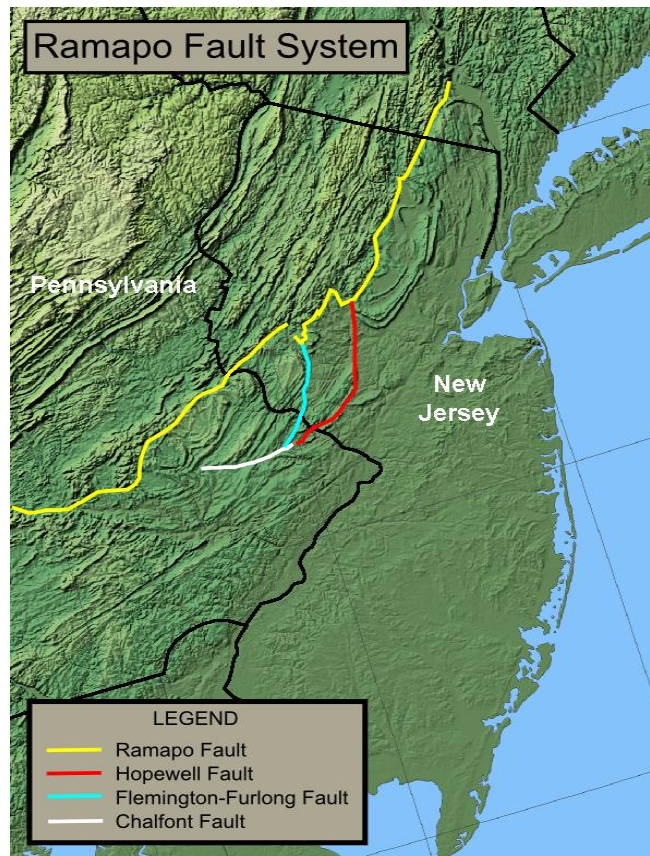 Ramapo Fault System
Pennsylvania
New
Jersey
LEGEND
Ramapo Fault
Hopewell Fault
Flemington-Furlong Fault
Chalfont Fault